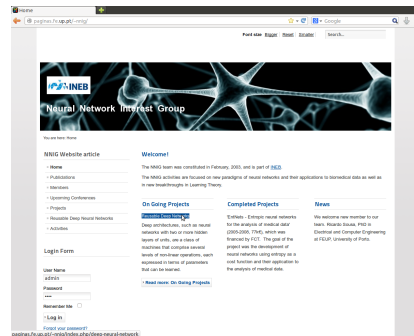 Home
paginas.fe.up.pt/~nnig/
Google
Font size Bigger Reset Smaller
Search...
INEB
Neural Network Interest Group
You are here: Home
NNIG Website article
Home
Publications
Members
Upcoming Conferences
Projects
Reusable Deep Neural Networks
Activities
Login Form
User Name
admin
Password
••••
Remember Me
Log in
Forgot your password?
Welcome!
The NNIG team was constituted in February, 2003, and is part of INEB.
The NNIG activities are focused on new paradigms of neural networks and their applications to biomedical data as well as
in new breakthroughs in Learning Theory.
On Going Projects
Reusable Deep Networks
Deep architectures, such as neural
networks with two or more hidden
layers of units, are a class of
machines that comprise several
levels of non-linear operations, each
expressed in terms of parameters
that can be learned.
Read more: On Going Projects
Completed Projects
'EntNets - Entropic neural networks
for the analysis of medical data'
financed by FCT. The goal of the
project was the development of
neural networks using entropy as a
cost function and their application to
the analysis of medical data.
News
We welcome new member to our
team. Ricardo Sousa, PhD in
Electrical and Computer Engineering
at FEUP, University of Porto.
paginas.fe.up.pt/~nnig/index.php/deep-neural-network